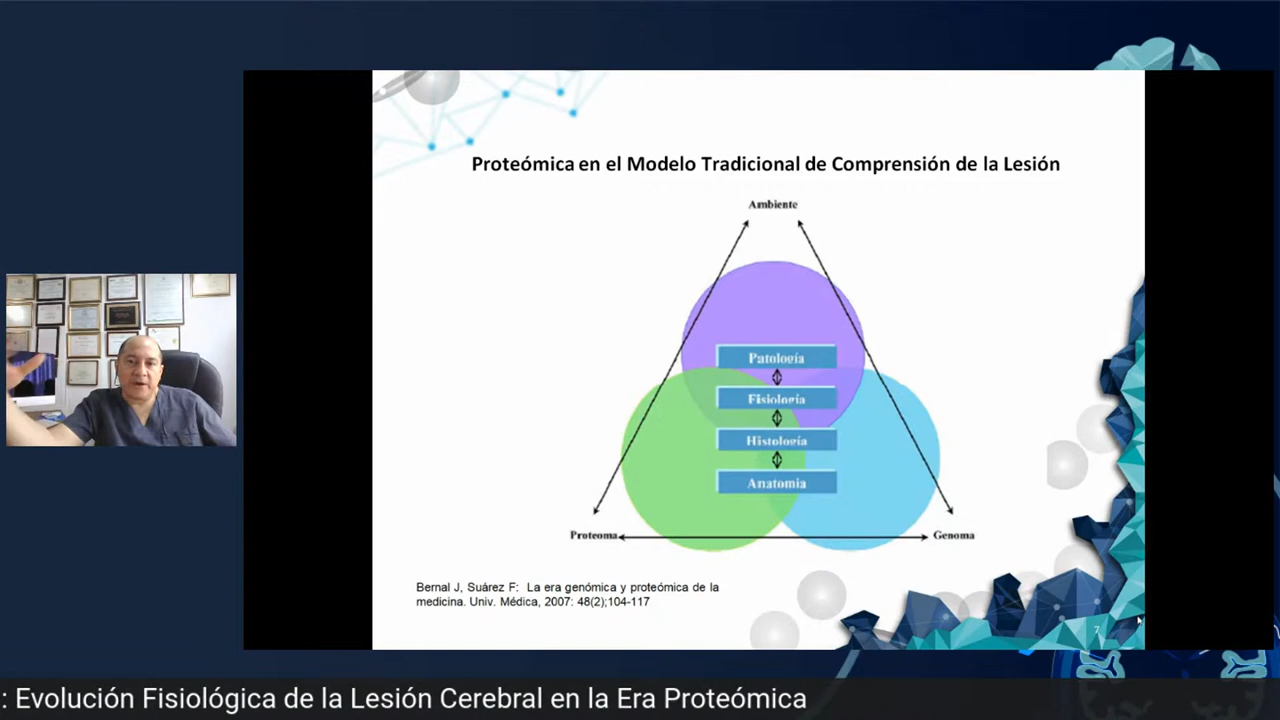 Proteómica en el Modelo Tradicional de Comprensión de la Lesión
Ambiente
Patología
Fisiología
Histología
Anatomia
Proteoma
Genoma
Bernal J, Suárez F: La era genómica y proteómica de la
medicina. Univ. Médica, 2007: 48(2);104-117
7
: Evolución Fisiológica de la Lesión Cerebral en la Era Proteómica